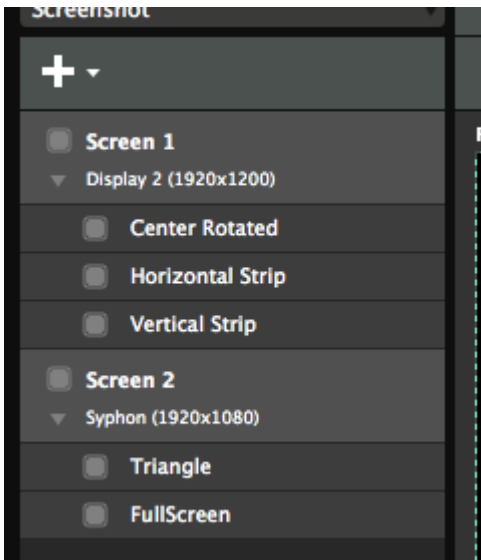 Screenshot
Screen 1
Display 2 (1920x1200)
Center Rotated
Horizontal Strip
Vertical Strip
Screen 2
Syphon (1920x1080)
Triangle
FullScreen